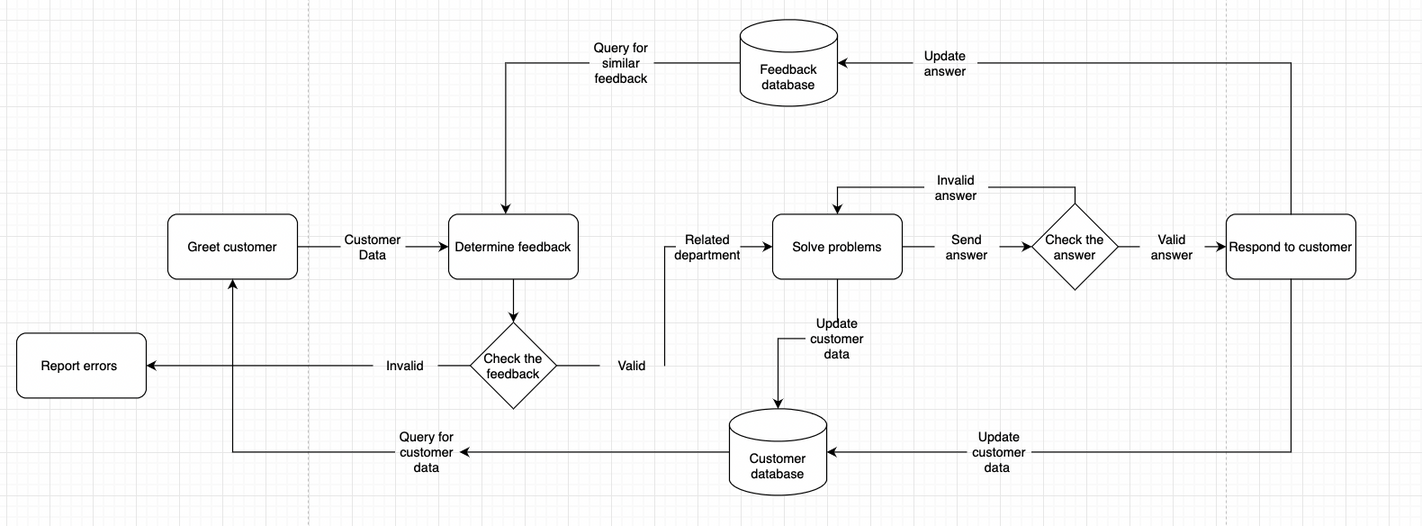 Query for
similar
feedback
Feedback
database
Update
answer
Invalid
answer
Greet customer
Customer
Data
Determine feedback
Related
department
Solve problems
Send
answer
Check the
answer
Valid
answer
Respond to customer
Update
customer
data
Report errors
Invalid
Check the
feedback
Valid
Query for
customer
data
Customer
database
Update
customer
data